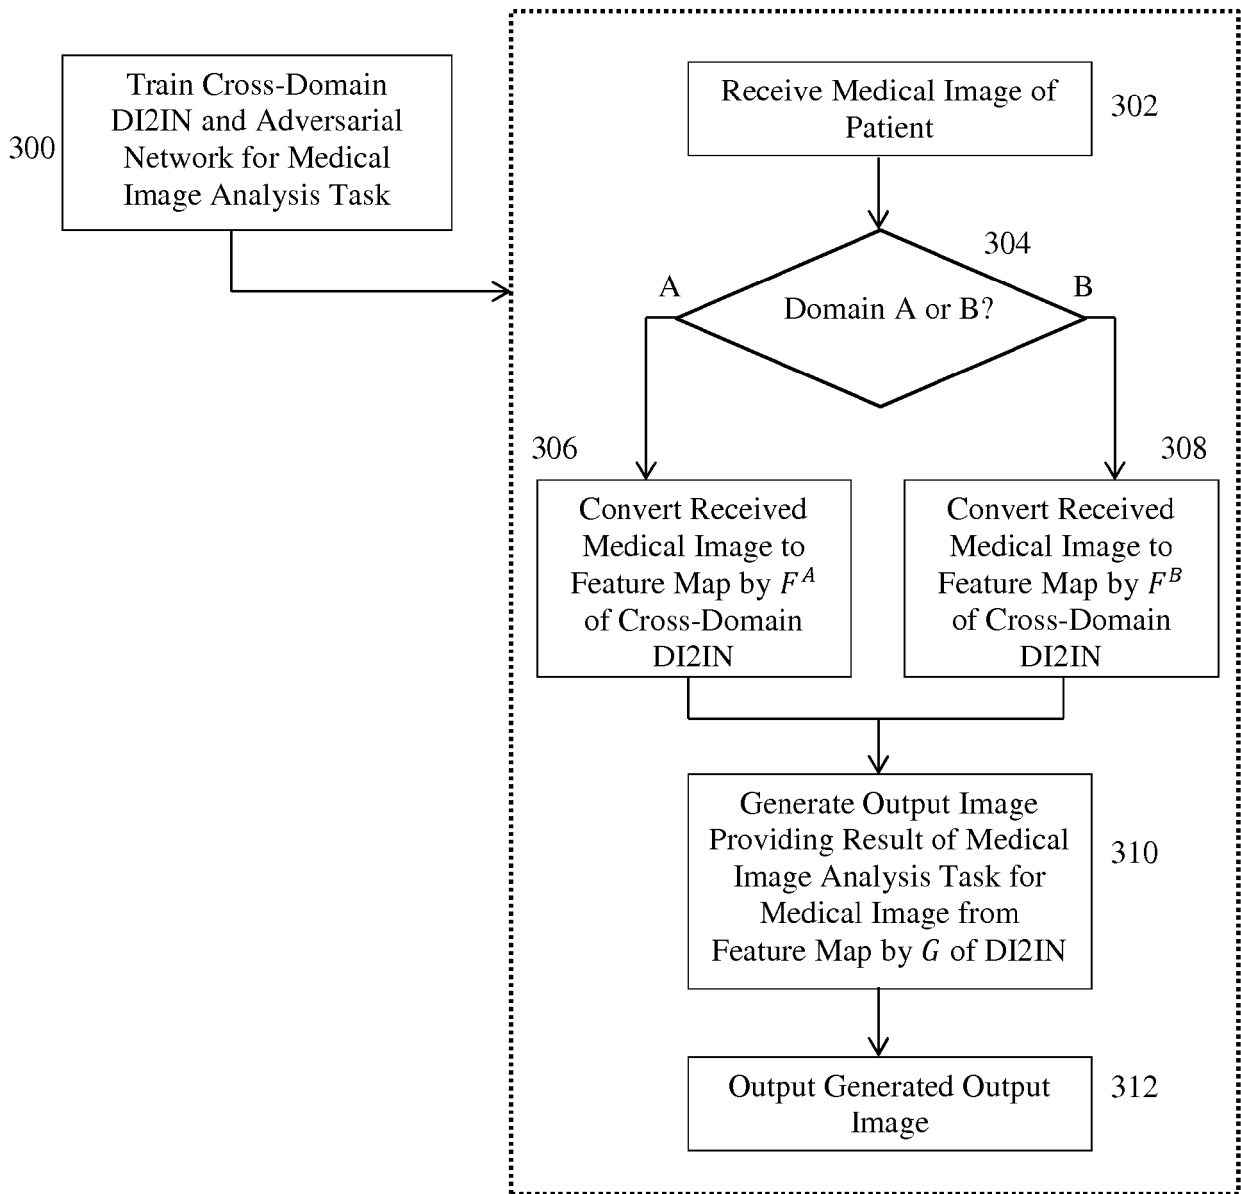 300
Train Cross-Domain
DI2IN and Adversarial
Network for Medical
Image Analysis Task
Receive Medical Image of
Patient
302
304
A
Domain A or B?
B
306
Convert Received
Medical Image to
Feature Map by F^A
of Cross-Domain
DI2IN
308
Convert Received
Medical Image to
Feature Map by F^B
of Cross-Domain
DI2IN
Generate Output Image
Providing Result of Medical
Image Analysis Task for
Medical Image from
Feature Map by G of DI2IN
310
Output Generated Output
Image
312